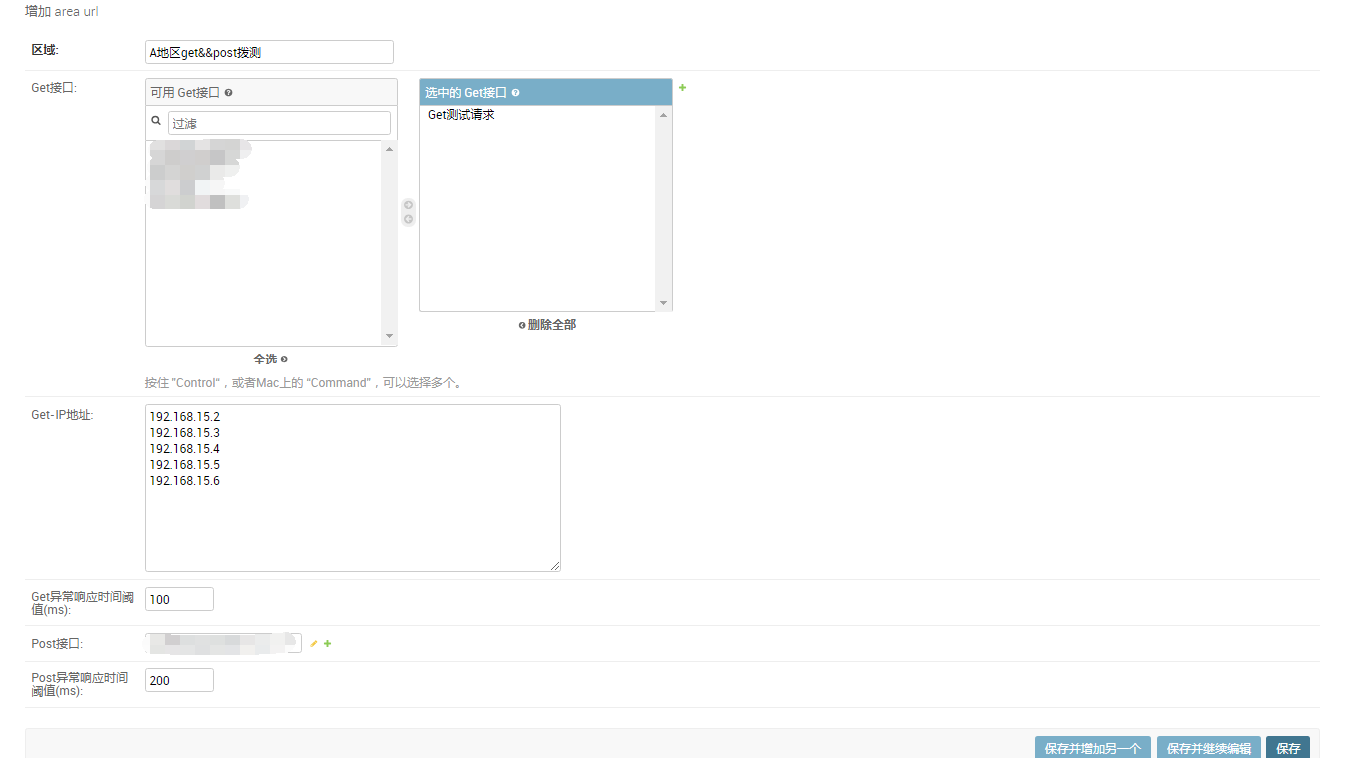 增加 area url
区域:
A地区get&&post拨测
Get接口:
可用 Get接口
过滤
选中的 Get接口
Get测试请求
删除全部
全选
按住 "Control"，或者Mac上的 "Command"，可以选择多个。
Get-IP地址:
192.168.15.2
192.168.15.3
192.168.15.4
192.168.15.5
192.168.15.6
Get异常响应时间阈
值(ms):
100
Post接口:
Post异常响应时间
阈值(ms):
200
保存并增加另一个
保存并继续编辑
保存